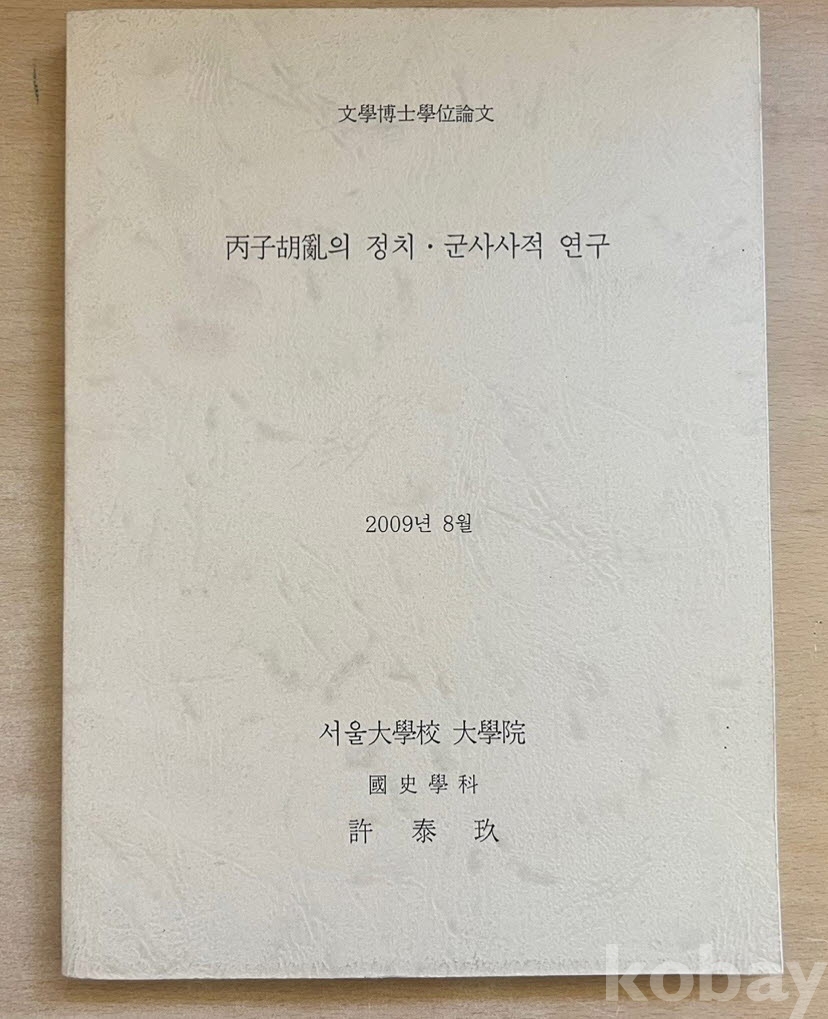 文學博士學位論文
丙子胡亂의 정치·군사사적 연구
2009년 8월
서울大學校 大學院
國史學科
許 泰 玖
kobay